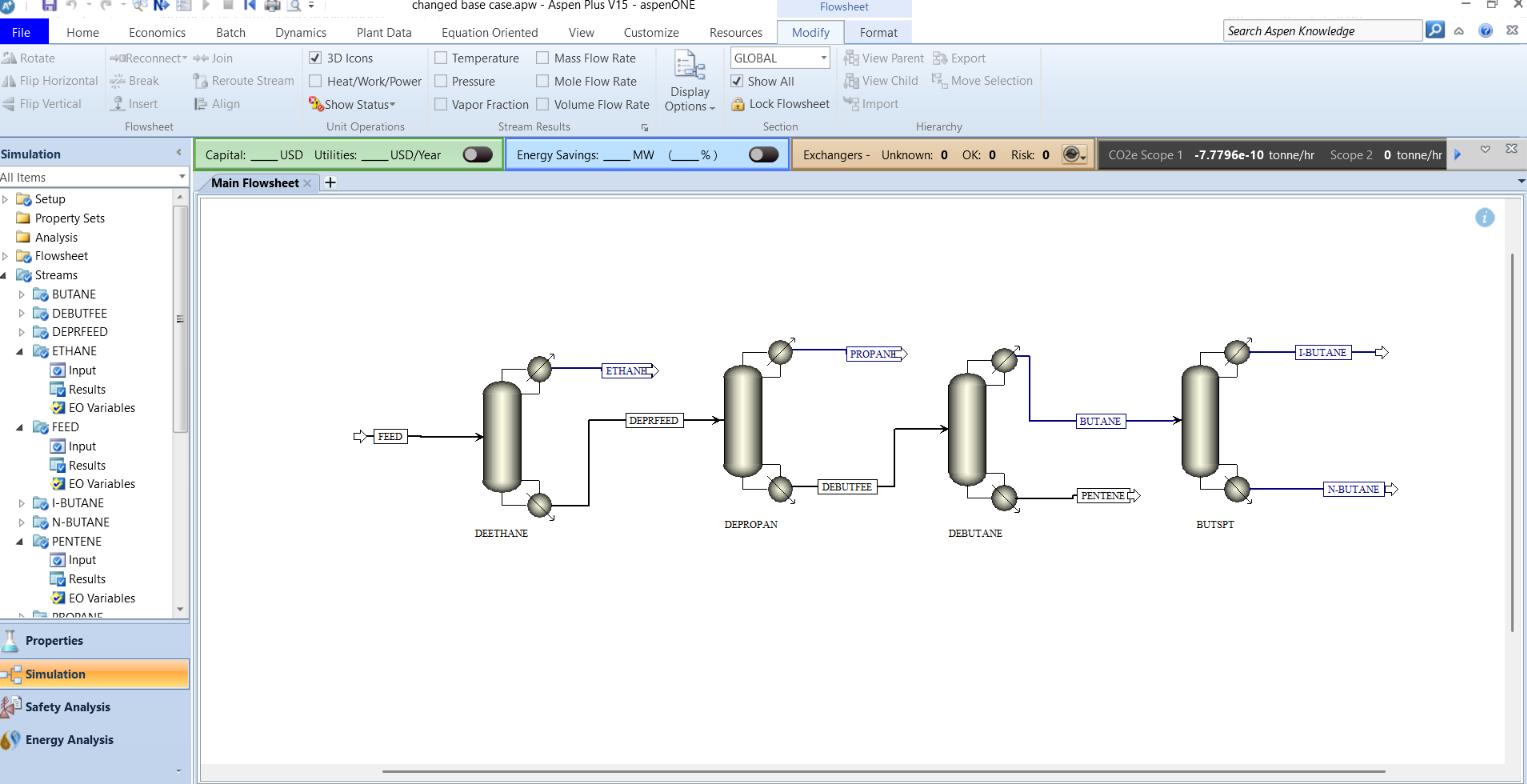 changed base case.apw - Aspen Plus V15 - aspenONE
Flowsheet
File Home Economics Batch Dynamics Plant Data Equation Oriented View Customize Resources Modify Format
Search Aspen Knowledge
Rotate Reconnect Join 3D Icons Temperature Mass Flow Rate GLOBAL View Parent Export
Flip Horizontal Break Reroute Stream Heat/Work/Power Pressure Mole Flow Rate Display Show All View Child Move Selection
Flip Vertical Insert Align Show Status Vapor Fraction Volume Flow Rate Options Lock Flowsheet Import
Flowsheet Unit Operations Stream Results Section Hierarchy
Simulation
Capital: ____ USD Utilities: ____ USD/Year
Energy Savings: ____ MW (____ %)
Exchangers - Unknown: 0 OK: 0 Risk: 0
CO2e Scope 1 -7.7796e-10 tonne/hr Scope 2 0 tonne/hr
All Items
Main Flowsheet
Setup
Property Sets
Analysis
Flowsheet
Streams
BUTANE
DEBUTFEE
DEPRFEED
ETHANE
Input
Results
EO Variables
FEED
Input
Results
EO Variables
I-BUTANE
N-BUTANE
PENTENE
Input
Results
EO Variables
PROPANE
Properties
Simulation
Safety Analysis
Energy Analysis
FEED
ETHANE
DEETHANE
DEPRFEED
PROPANE
DEBUTFEE
DEPROPAN
BUTANE
PENTENE
DEBUTANE
I-BUTANE
N-BUTANE
BUTSPT